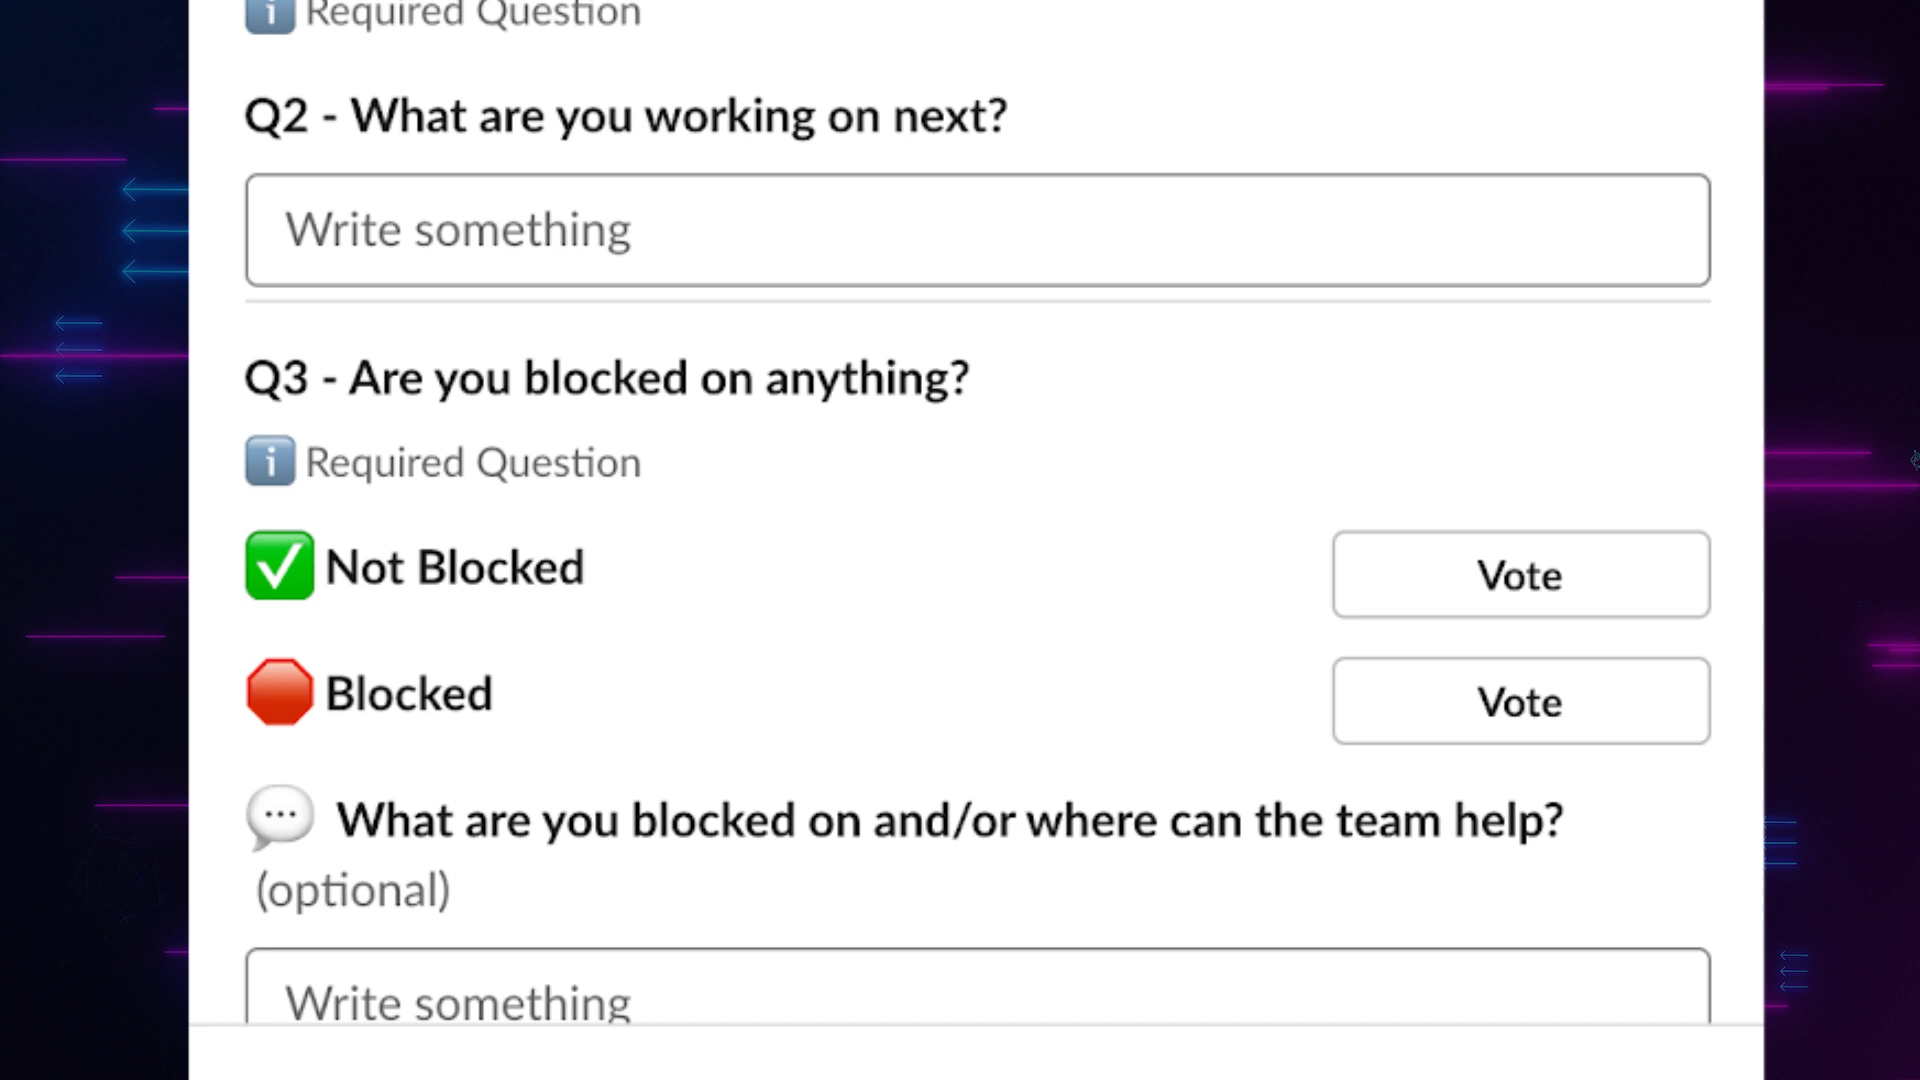 Required Question
Q2 - What are you working on next?
Write something
Q3 - Are you blocked on anything?
Required Question
Not Blocked
Vote
Blocked
Vote
What are you blocked on and/or where can the team help?
(optional)
Write something